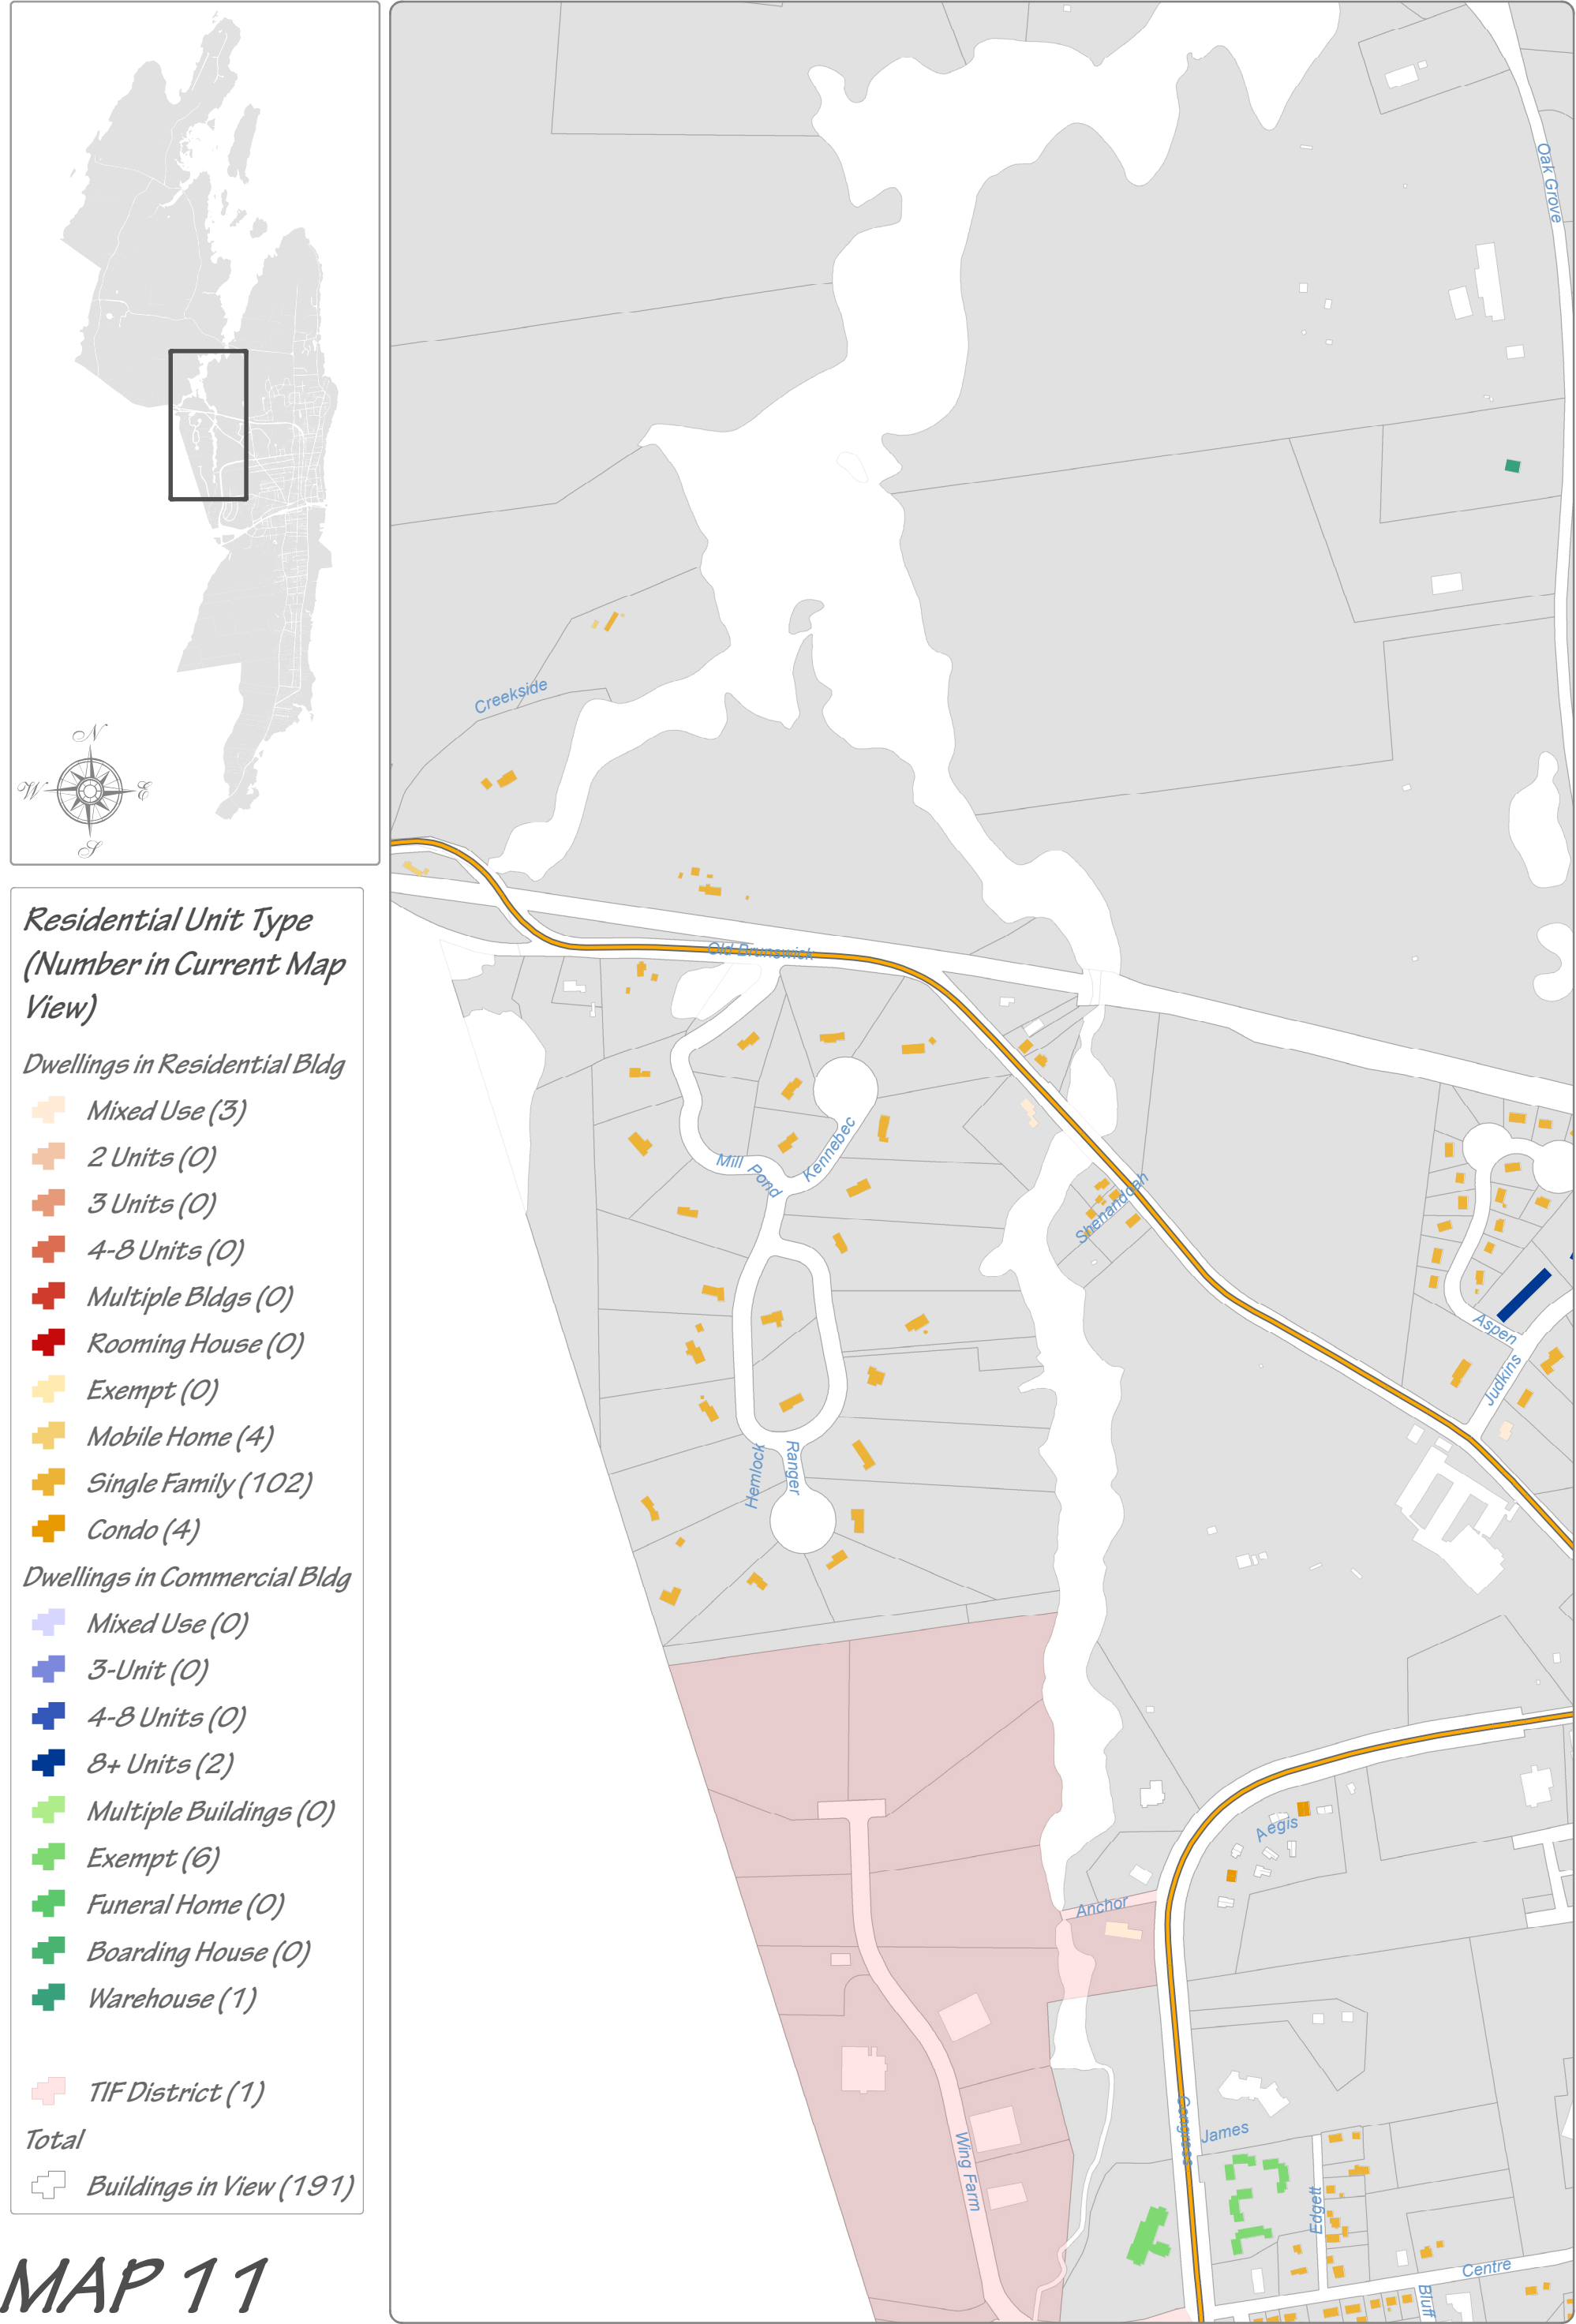 N
W
E
S
Residential Unit Type
(Number in Current Map
View)
Dwellings in Residential Bldg
Mixed Use (3)
2 Units (0)
3 Units (0)
4-8 Units (0)
Multiple Bldgs (0)
Rooming House (0)
Exempt (0)
Mobile Home (4)
Single Family (102)
Condo (4)
Dwellings in Commercial Bldg
Mixed Use (0)
3-Unit (0)
4-8 Units (0)
8+ Units (2)
Multiple Buildings (0)
Exempt (6)
Funeral Home (0)
Boarding House (0)
Warehouse (1)
TIF District (1)
Total
Buildings in View (191)
MAP 11
Oak Grove
Creekside
Old Brunswick
Kennebec
Mill Pond
Shenandoah
Aspen
Judkins
Hemlock
Ranger
Aegis
Anchor
Congress
James
Wing Farm
Edgett
Centre
Bluff